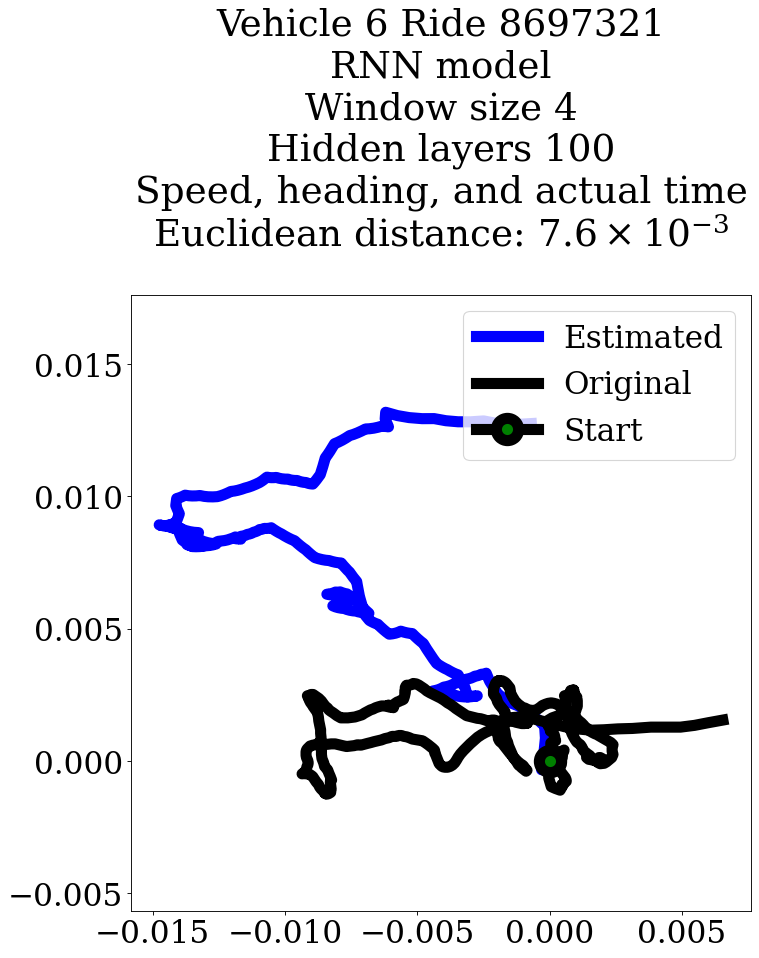 Vehicle 6 Ride 8697321
RNN model
Window size 4
Hidden layers 100
Speed, heading, and actual time
Euclidean distance: 7.6 × 10⁻³
Estimated
Original
Start
0.015
0.010
0.005
0.000
−0.005
−0.015 −0.010 −0.005 0.000 0.005